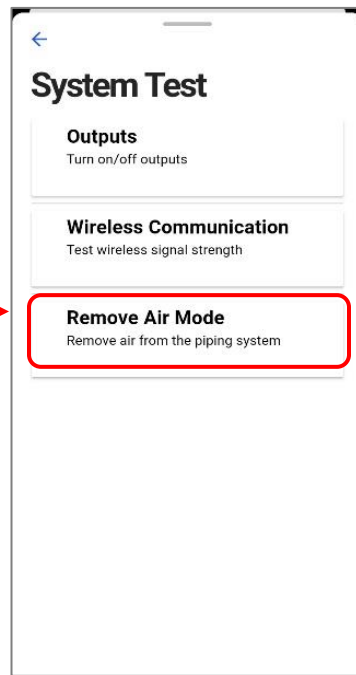 System Test
Outputs
Turn on/off outputs
Wireless Communication
Test wireless signal strength
Remove Air Mode
Remove air from the piping system